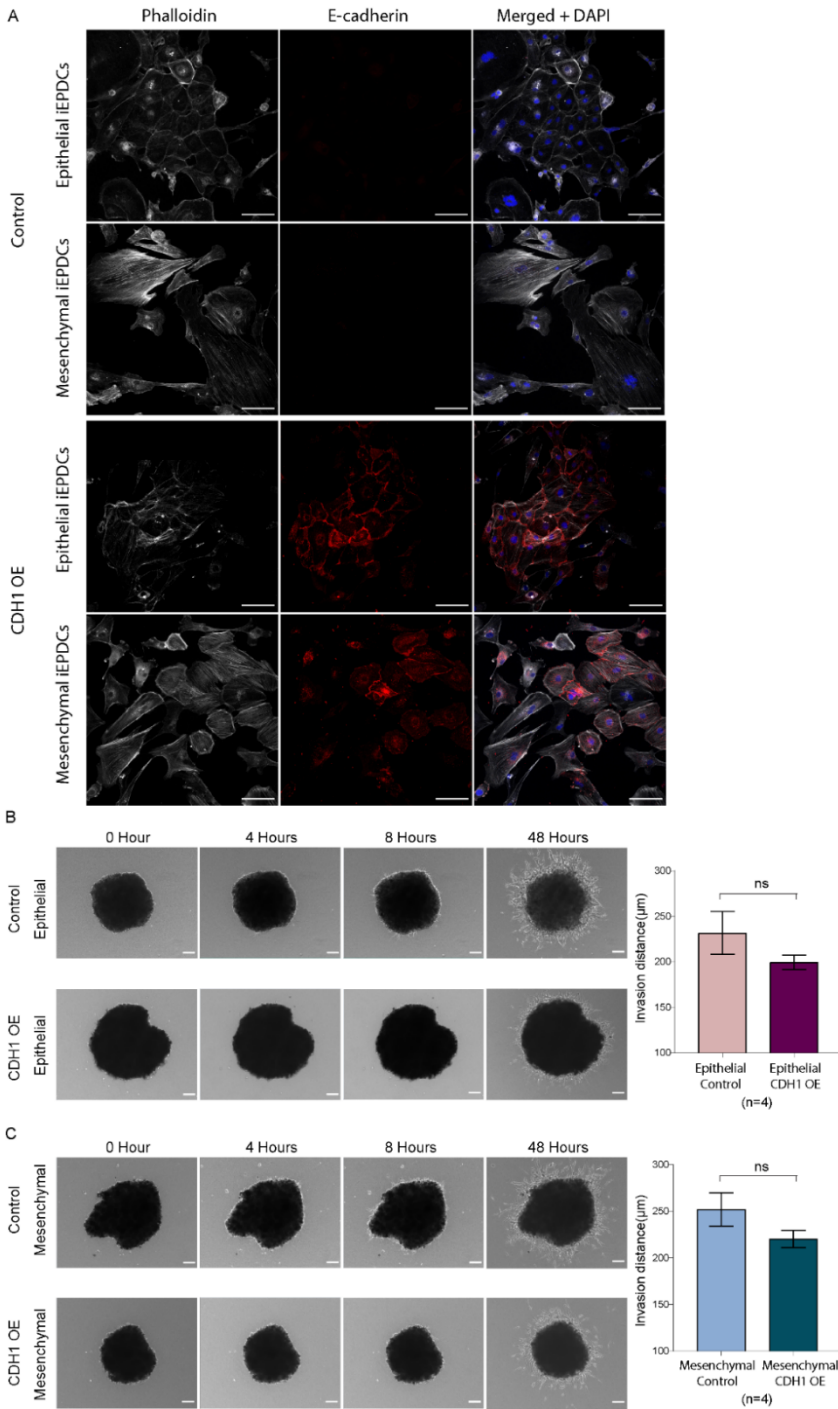 A
Phalloidin
E-cadherin
Merged + DAPI
Control
Epithelial iEPDCs
Mesenchymal iEPDCs
CDH1 OE
Epithelial iEPDCs
Mesenchymal iEPDCs
B
0 Hour
4 Hours
8 Hours
48 Hours
Control
Epithelial
CDH1 OE
Epithelial
Invasion distance(µm)
300
250
200
150
100
ns
Epithelial
Control
Epithelial
CDH1 OE
(n=4)
C
0 Hour
4 Hours
8 Hours
48 Hours
Control
Mesenchymal
CDH1 OE
Mesenchymal
Invasion distance(µm)
300
250
200
150
100
ns
Mesenchymal
Control
Mesenchymal
CDH1 OE
(n=4)